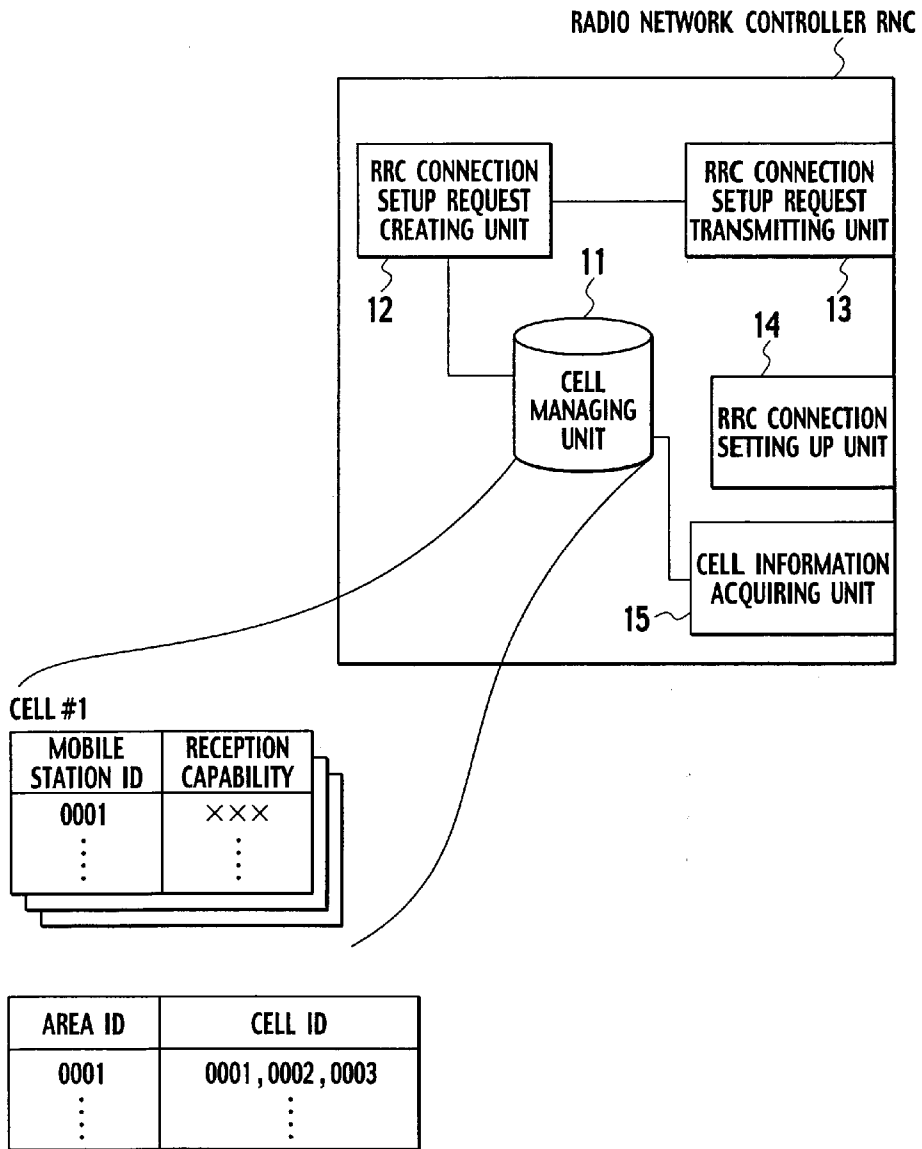 RADIO NETWORK CONTROLLER RNC
RRC CONNECTION
SETUP REQUEST
CREATING UNIT
12
RRC CONNECTION
SETUP REQUEST
TRANSMITTING UNIT
13
11
CELL
MANAGING
UNIT
14
RRC CONNECTION
SETTING UP UNIT
CELL INFORMATION
ACQUIRING UNIT
15
CELL #1
MOBILE
STATION ID
RECEPTION
CAPABILITY
0001
×××
AREA ID
CELL ID
0001
0001,0002,0003